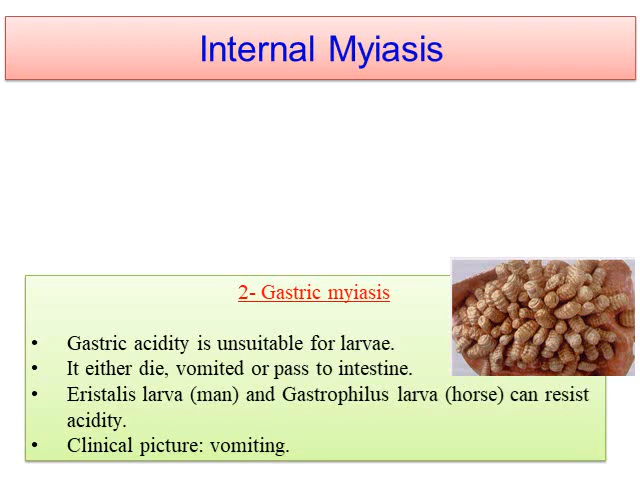 Internal Myiasis
2- Gastric myiasis
• Gastric acidity is unsuitable for larvae.
• It either die, vomited or pass to intestine.
• Eristalis larva (man) and Gastrophilus larva (horse) can resist
acidity.
• Clinical picture: vomiting.